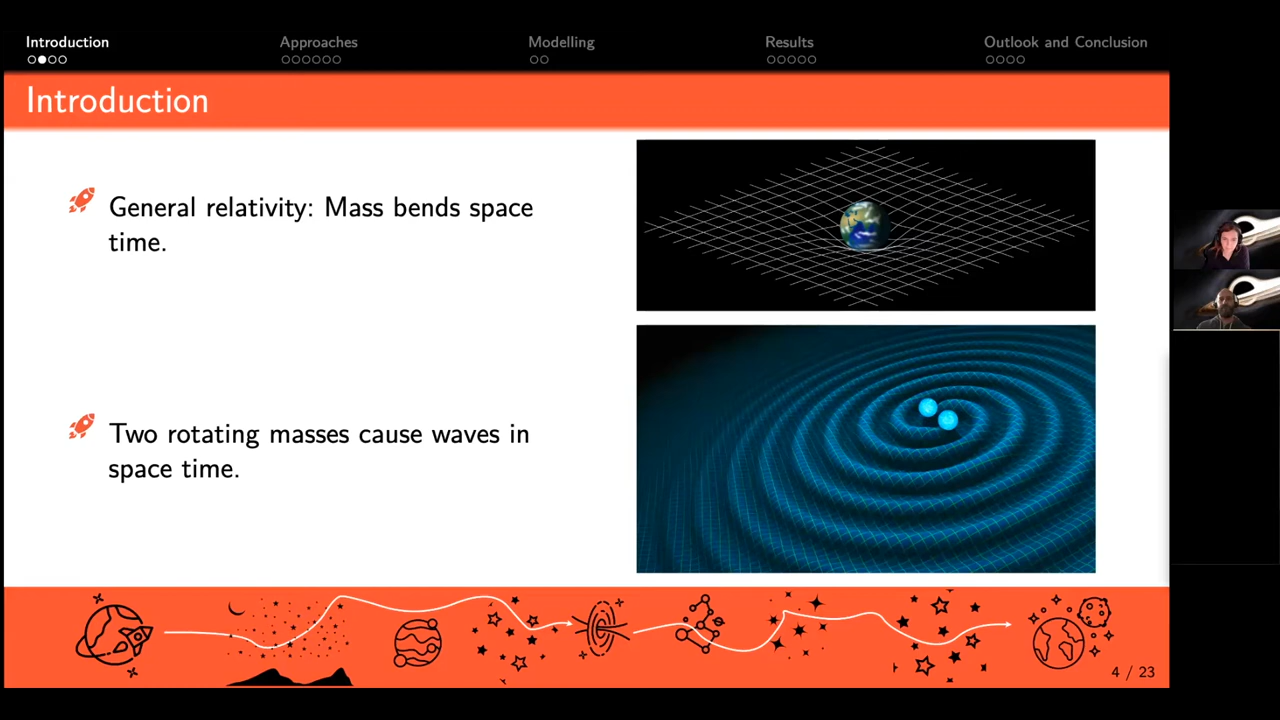 Introduction
Approaches
Modelling
Results
Outlook and Conclusion
Introduction
General relativity: Mass bends space
time.
Two rotating masses cause waves in
space time.
4 / 23